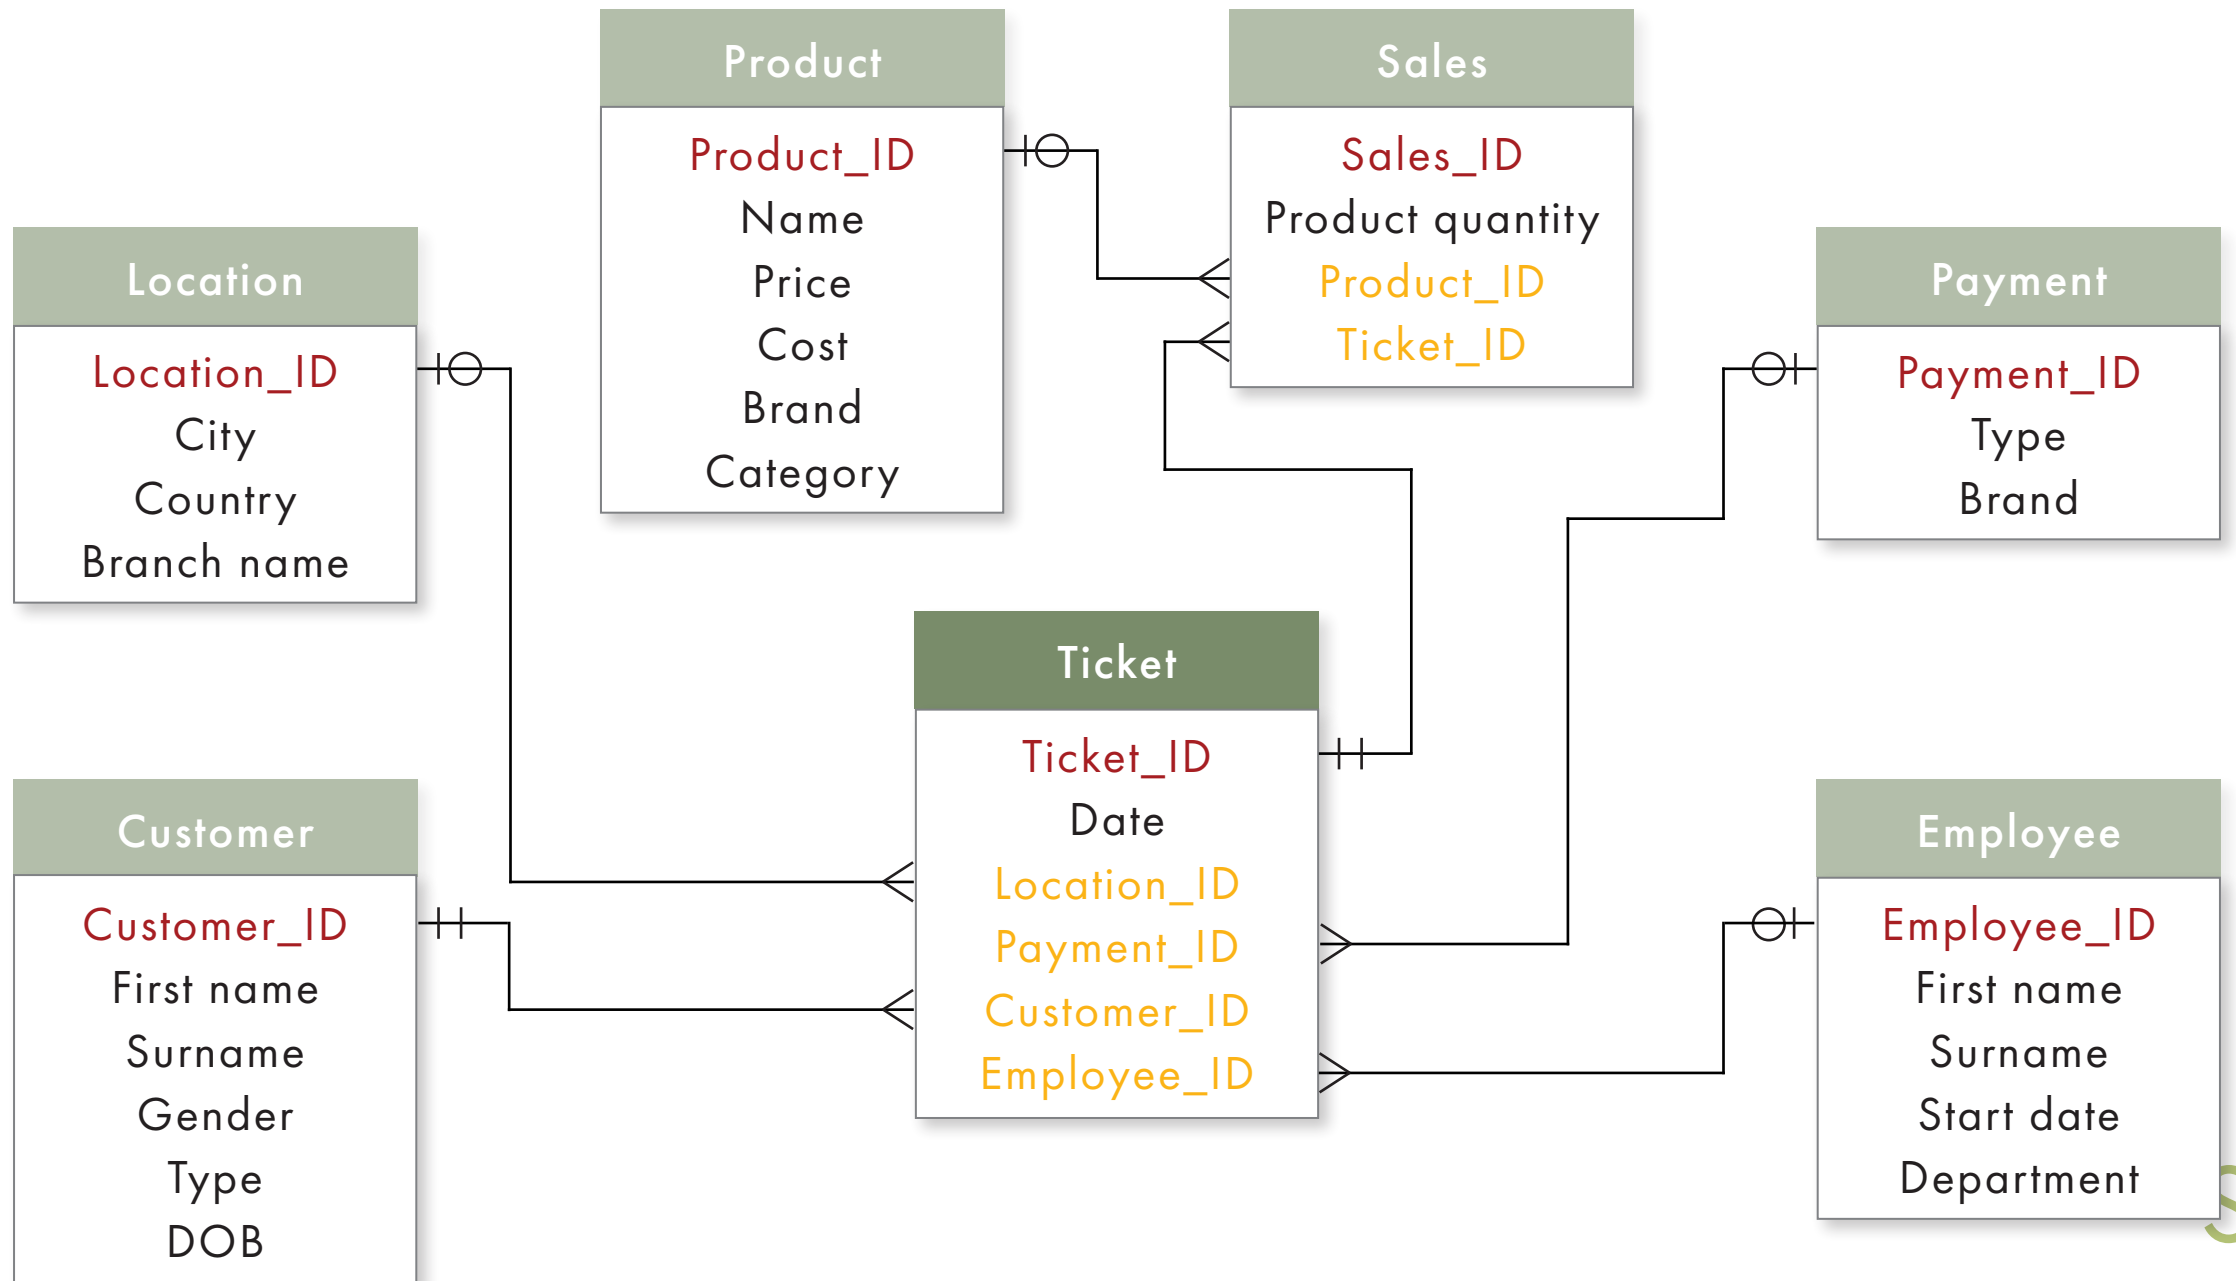 Product
Product_ID
Name
Price
Cost
Brand
Category
Sales
Sales_ID
Product quantity
Product_ID
Ticket_ID
Location
Location_ID
City
Country
Branch name
Payment
Payment_ID
Type
Brand
Ticket
Ticket_ID
Date
Location_ID
Payment_ID
Customer_ID
Employee_ID
Customer
Customer_ID
First name
Surname
Gender
Type
DOB
Employee
Employee_ID
First name
Surname
Start date
Department